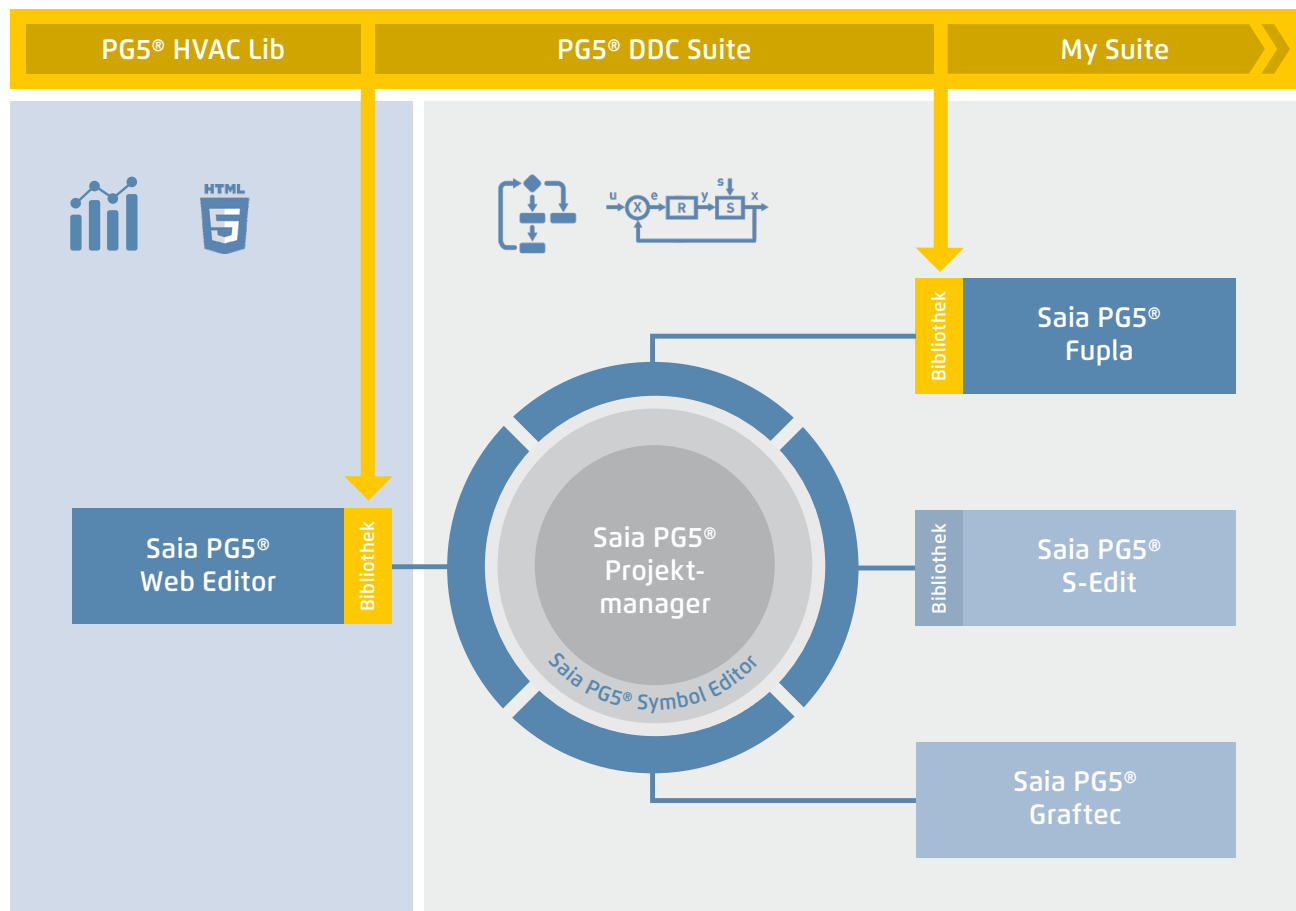 PG5® HVAC Lib
PG5® DDC Suite
My Suite
HTML
5
u
e
y
s
x
X
R
S
Bibliothek
Saia PG5®
Fupla
Saia PG5®
Web Editor
Bibliothek
Saia PG5®
Projekt-
manager
Saia PG5® Symbol Editor
Bibliothek
Saia PG5®
S-Edit
Saia PG5®
Graftec